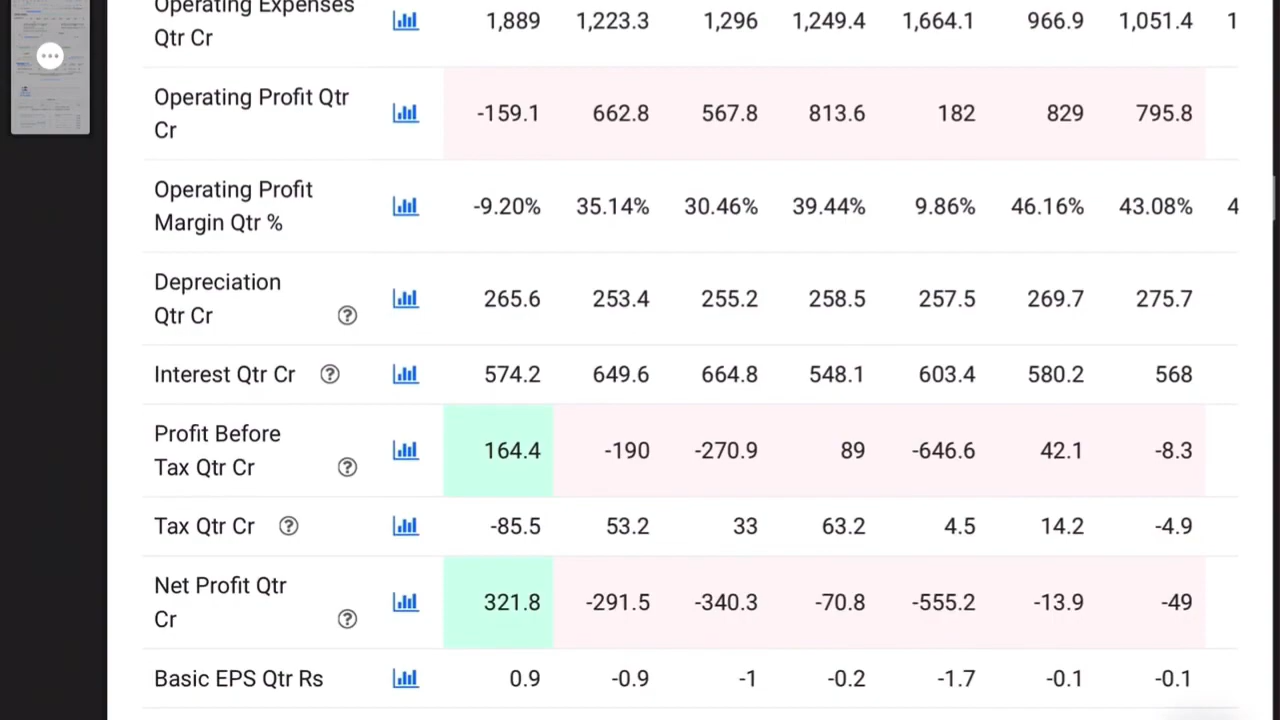 Operating Expenses
Qtr Cr 1,889 1,223.3 1,296 1,249.4 1,664.1 966.9 1,051.4 1
Operating Profit Qtr
Cr -159.1 662.8 567.8 813.6 182 829 795.8
Operating Profit
Margin Qtr % -9.20% 35.14% 30.46% 39.44% 9.86% 46.16% 43.08% 4
Depreciation
Qtr Cr ? 265.6 253.4 255.2 258.5 257.5 269.7 275.7
Interest Qtr Cr ? 574.2 649.6 664.8 548.1 603.4 580.2 568
Profit Before
Tax Qtr Cr ? 164.4 -190 -270.9 89 -646.6 42.1 -8.3
Tax Qtr Cr ? -85.5 53.2 33 63.2 4.5 14.2 -4.9
Net Profit Qtr
Cr ? 321.8 -291.5 -340.3 -70.8 -555.2 -13.9 -49
Basic EPS Qtr Rs 0.9 -0.9 -1 -0.2 -1.7 -0.1 -0.1